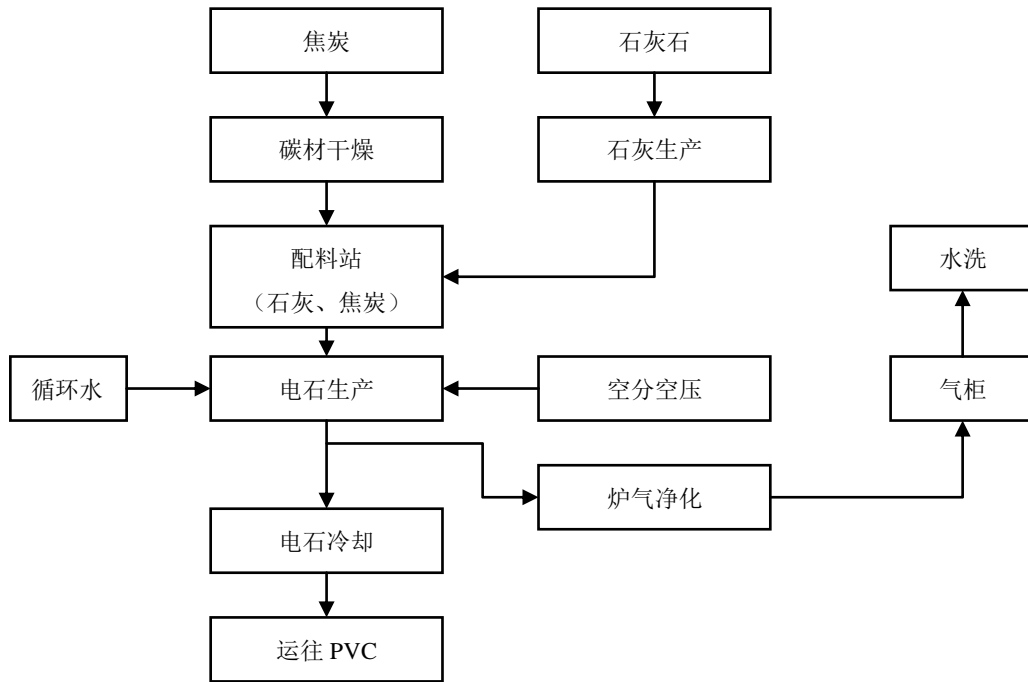 焦炭
石灰石
碳材干燥
石灰生产
配料站
（石灰、焦炭）
水洗
循环水
电石生产
空分空压
气柜
炉气净化
电石冷却
运往 PVC